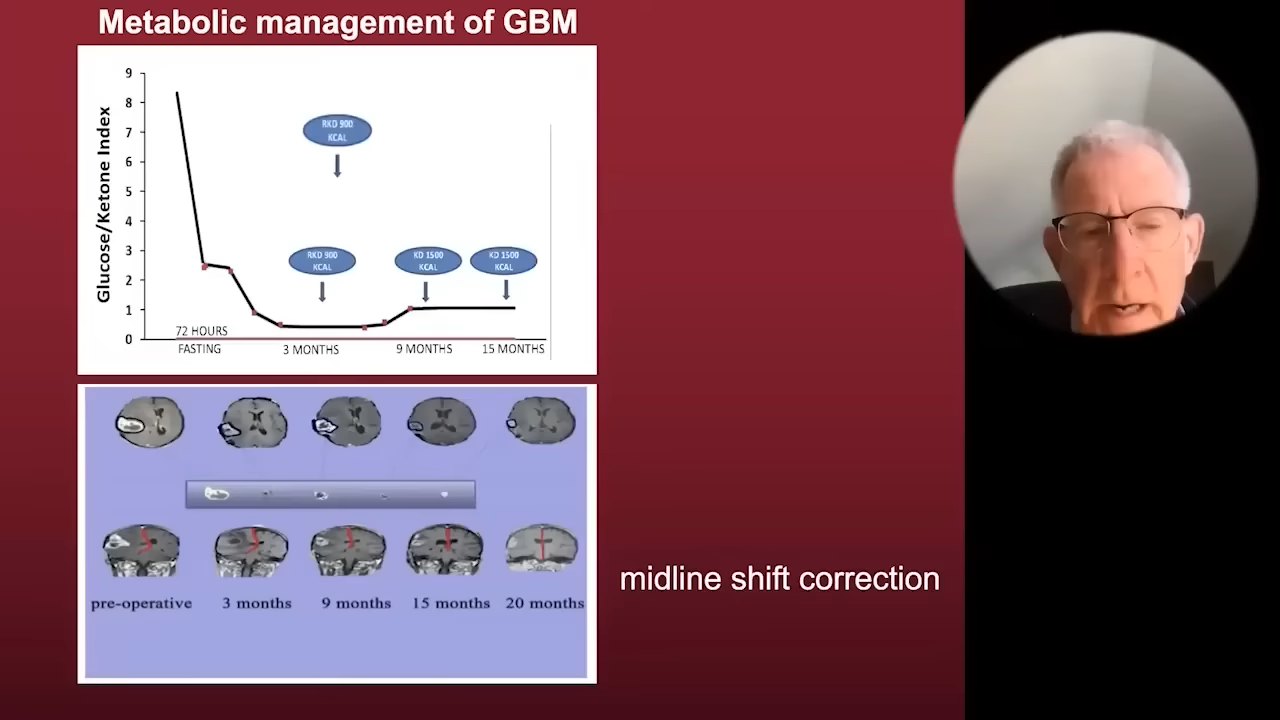 Metabolic management of GBM
Glucose/Ketone Index
9
8
7
6
5
4
3
2
1
0
RKD 900
KCAL
RKD 900
KCAL
KD 1500
KCAL
KD 1500
KCAL
72 HOURS
FASTING
3 MONTHS
9 MONTHS
15 MONTHS
pre-operative
3 months
9 months
15 months
20 months
midline shift correction